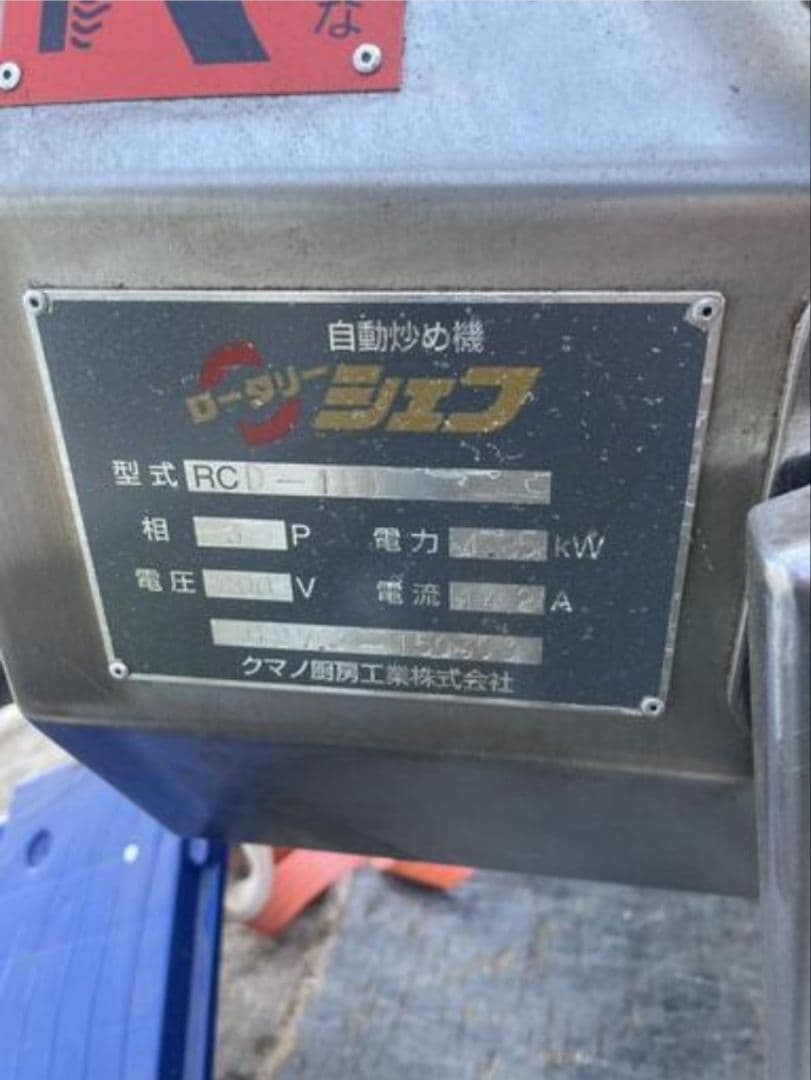 な
自動炒め機
ロータリー シェフ
型式 RCD-
相 3 P 電力 kW
電圧 200 V 電流 A
クマノ厨房工業株式会社